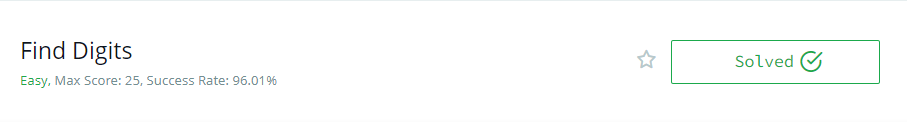 Find Digits
Easy, Max Score: 25, Success Rate: 96.01%
Solved